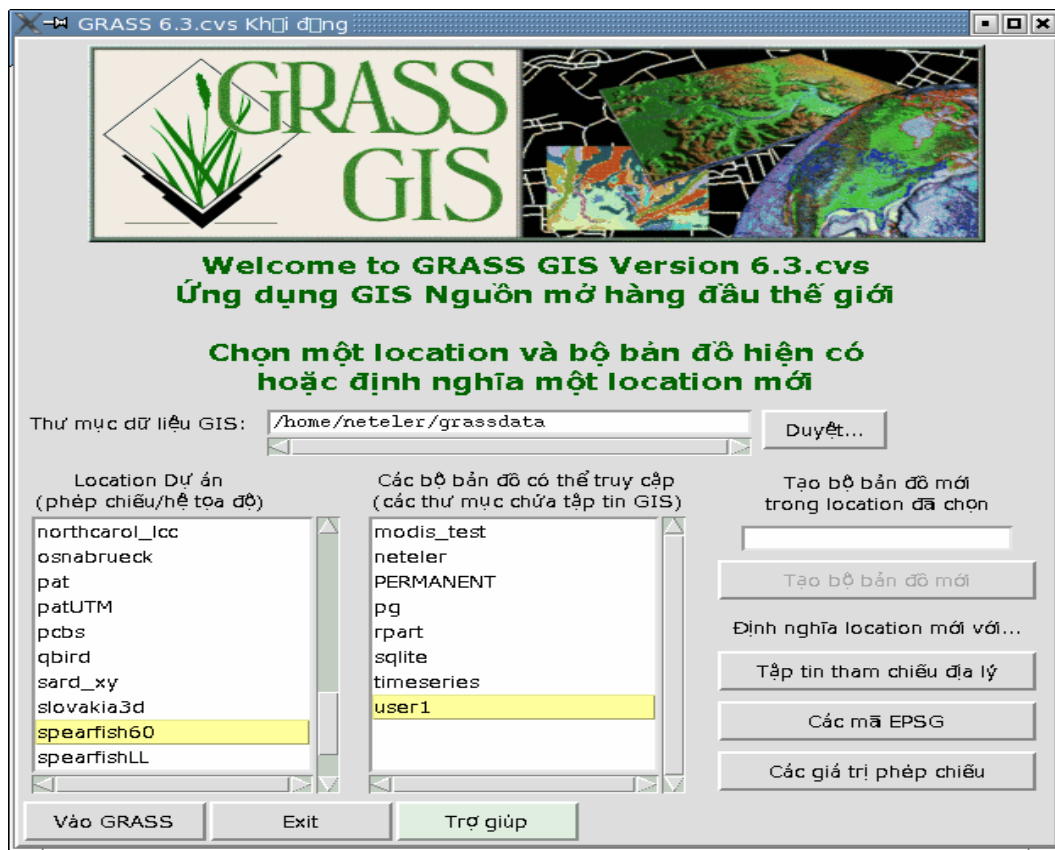 GRASS 6.3.cvs Kh□i đ□ng
GRASS
GIS
Welcome to GRASS GIS Version 6.3.cvs
Ứng dụng GIS Nguồn mở hàng đầu thế giới
Chọn một location và bộ bản đồ hiện có
hoặc định nghĩa một location mới
Thư mục dữ liệu GIS:
/home/neteler/grassdata
Duyệt...
Location Dự án
(phép chiếu/hệ tọa độ)
northcarol_lcc
osnabrueck
pat
patUTM
pcbs
qbird
sard_xy
slovakia3d
spearfish60
spearfishLL
Các bộ bản đồ có thể truy cập
(các thư mục chứa tập tin GIS)
modis_test
neteler
PERMANENT
pg
rpart
sqlite
timeseries
user1
Tạo bộ bản đồ mới
trong location đã chọn
Tạo bộ bản đồ mới
Định nghĩa location mới với...
Tập tin tham chiếu địa lý
Các mã EPSG
Các giá trị phép chiếu
Vào GRASS
Exit
Trợ giúp